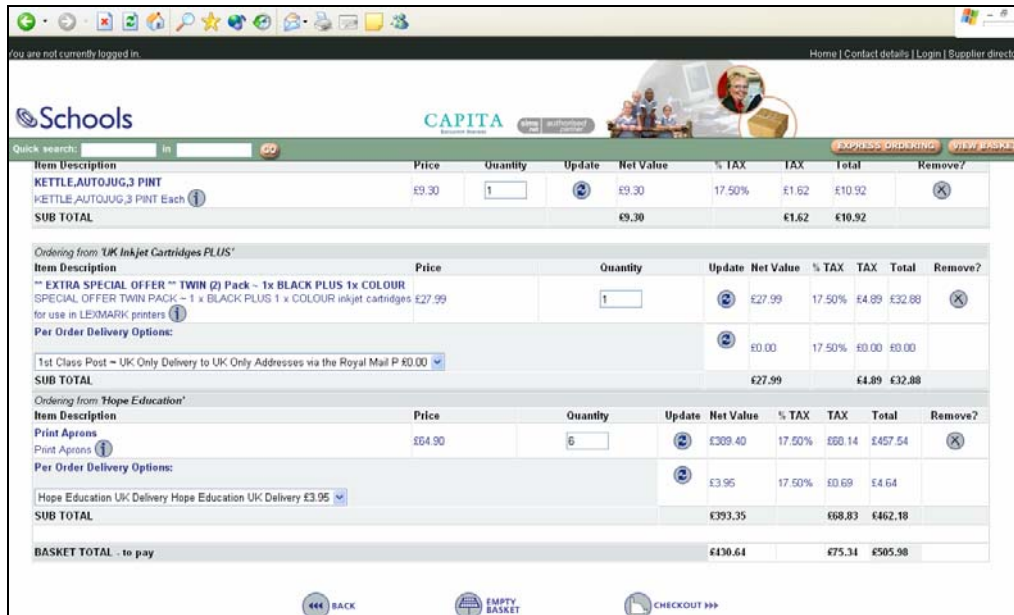 You are not currently logged in.
Home | Contact details | Login | Supplier directo
Schools
CAPITA
authorised partner
Quick search: in GO
EXPRESS ORDERING VIEW BASKE
Item Description Price Quantity Update Net Value % TAX TAX Total Remove?
KETTLE,AUTOJUG,3 PINT
KETTLE,AUTOJUG,3 PINT Each £9.30 1 £9.30 17.50% £1.62 £10.92
SUB TOTAL £9.30 £1.62 £10.92
Ordering from 'UK Inkjet Cartridges PLUS'
Item Description Price Quantity Update Net Value % TAX TAX Total Remove?
** EXTRA SPECIAL OFFER ** TWIN (2) Pack ~ 1x BLACK PLUS 1x COLOUR
SPECIAL OFFER TWIN PACK ~ 1 x BLACK PLUS 1 x COLOUR inkjet cartridges £27.99 1 £27.99 17.50% £4.89 £32.88
for use in LEXMARK printers
Per Order Delivery Options:
£0.00 17.50% £0.00 £0.00
1st Class Post ~ UK Only Delivery to UK Only Addresses via the Royal Mail P £0.00
SUB TOTAL £27.99 £4.89 £32.88
Ordering from 'Hope Education'
Item Description Price Quantity Update Net Value % TAX TAX Total Remove?
Print Aprons
Print Aprons £64.90 6 £389.40 17.50% £68.14 £457.54
Per Order Delivery Options:
£3.95 17.50% £0.69 £4.64
Hope Education UK Delivery Hope Education UK Delivery £3.95
SUB TOTAL £393.35 £68.83 £462.18
BASKET TOTAL - to pay £430.64 £75.34 £505.98
BACK EMPTY BASKET CHECKOUT